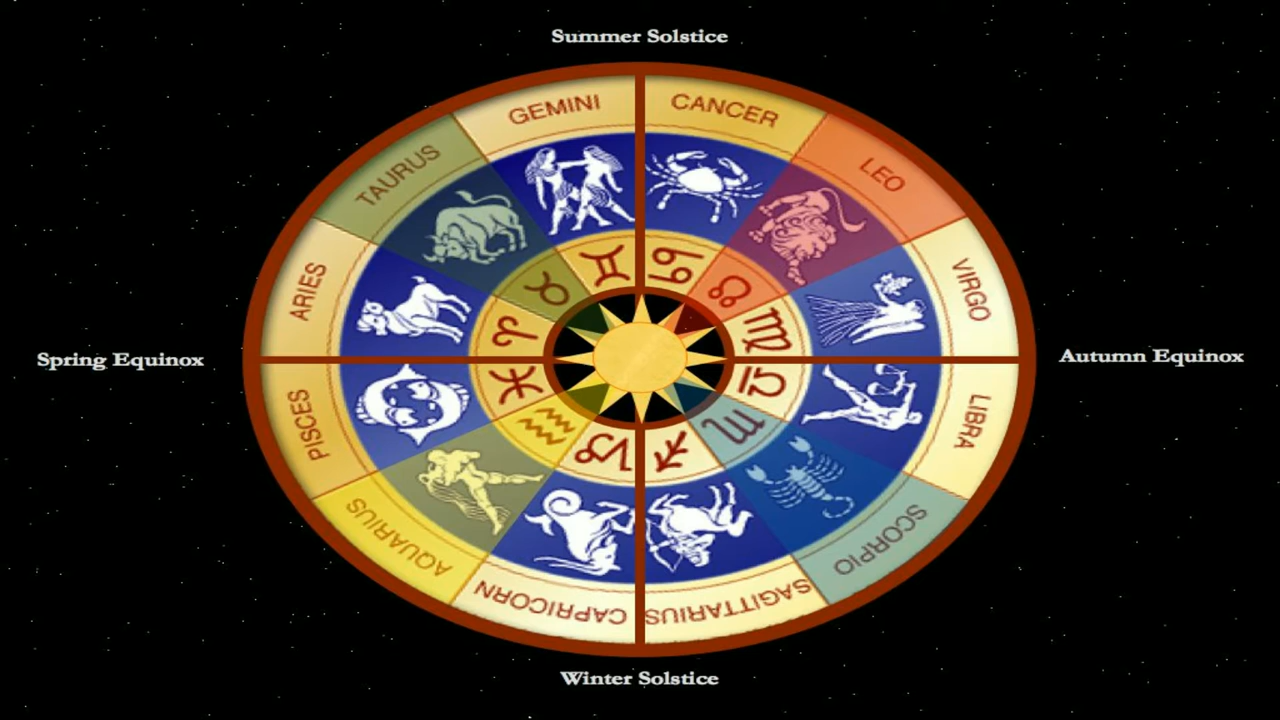 Summer Solstice
GEMINI
CANCER
TAURUS
LEO
ARIES
VIRGO
Spring Equinox
Autumn Equinox
PISCES
LIBRA
AQUARIUS
SCORPIO
CAPRICORN
SAGITTARIUS
Winter Solstice